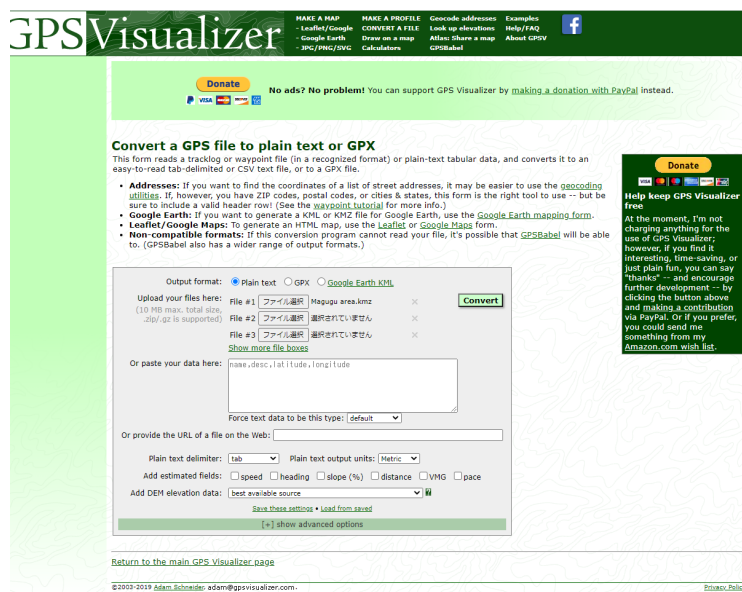 GPSVisualizer
MAKE A MAP
- Leaflet/Google
- Google Earth
- JPG/PNG/SVG
MAKE A PROFILE
CONVERT A FILE
Draw on a map
Calculators
Geocode addresses
Look up elevations
Atlas: Share a map
GPSBabel
Examples
Help/FAQ
About GPSV
f
Donate
VISA
No ads? No problem! You can support GPS Visualizer by making a donation with PayPal instead.
Convert a GPS file to plain text or GPX
This form reads a tracklog or waypoint file (in a recognized format) or plain-text tabular data, and converts it to an
easy-to-read tab-delimited or CSV text file, or to a GPX file.
• Addresses: If you want to find the coordinates of a list of street addresses, it may be easier to use the geocoding
utilities. If, however, you have ZIP codes, postal codes, or cities & states, this form is the right tool to use -- but be
sure to include a valid header row! (See the waypoint tutorial for more info.)
• Google Earth: If you want to generate a KML or KMZ file for Google Earth, use the Google Earth mapping form.
• Leaflet/Google Maps: To generate an HTML map, use the Leaflet or Google Maps form.
• Non-compatible formats: If this conversion program cannot read your file, it's possible that GPSBabel will be able
to. (GPSBabel also has a wider range of output formats.)
Output format: Plain text GPX Google Earth KML
Upload your files here:
(10 MB max. total size,
.zip/.gz is supported)
File #1 ファイル選択 Magugu area.kmz ×
Convert
File #2 ファイル選択 選択されていません ×
File #3 ファイル選択 選択されていません ×
Show more file boxes
Or paste your data here: name,desc,latitude,longitude
Force text data to be this type: default
Or provide the URL of a file on the Web:
Plain text delimiter: tab Plain text output units: Metric
Add estimated fields: speed heading slope (%) distance VMG pace
Add DEM elevation data: best available source ?
Save these settings • Load from saved
[+] show advanced options
Donate
VISA
Help keep GPS Visualizer
free
At the moment, I'm not
charging anything for the
use of GPS Visualizer;
however, if you find it
interesting, time-saving, or
just plain fun, you can say
"thanks" -- and encourage
further development -- by
clicking the button above
and making a contribution
via PayPal. Or if you prefer,
you could send me
something from my
Amazon.com wish list.
Return to the main GPS Visualizer page
©2003-2019 Adam Schneider, adam@gpsvisualizer.com.
Privacy Polic